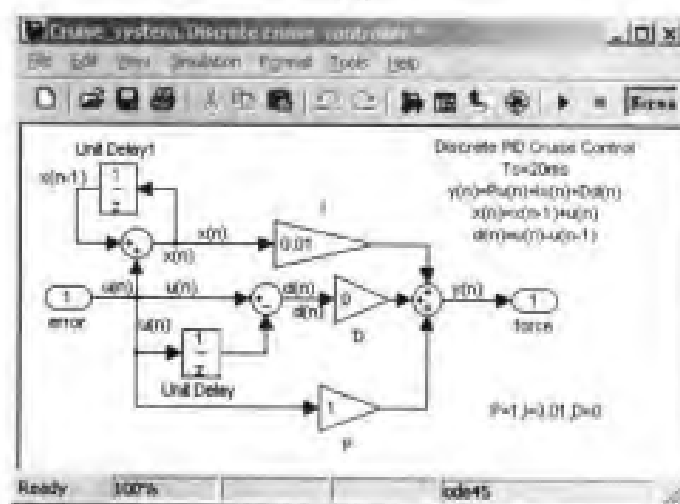 Cruise_system/Discrete cruise controller *
File Edit View Simulation Format Tools Help
Unit Delay1
x(n-1)
1
z
Discrete PID Cruise Control
Ts=20ms
y(n)=Pu(n)+Ix(n)+Dd(n)
x(n)=x(n-1)+u(n)
d(n)=u(n)-u(n-1)
I
x(n)
x(n)
0.01
1
error
u(n)
u(n)
d(n)
d(n)
0
D
y(n)
1
force
u(n)
1
z
Unit Delay
1
P
P=1,I=0.01,D=0
Ready 100% ode45